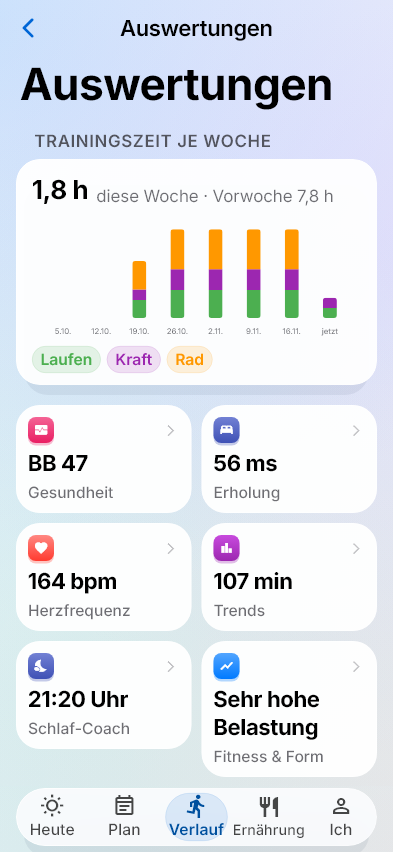 Auswertungen
Auswertungen
TRAININGSZEIT JE WOCHE
1,8 h diese Woche · Vorwoche 7,8 h
5.10. 12.10. 19.10. 26.10. 2.11. 9.11. 16.11. jetzt
Laufen Kraft Rad
BB 47
Gesundheit
56 ms
Erholung
164 bpm
Herzfrequenz
107 min
Trends
21:20 Uhr
Schlaf-Coach
Sehr hohe
Belastung
Fitness & Form
Heute Plan Verlauf Ernährung Ich